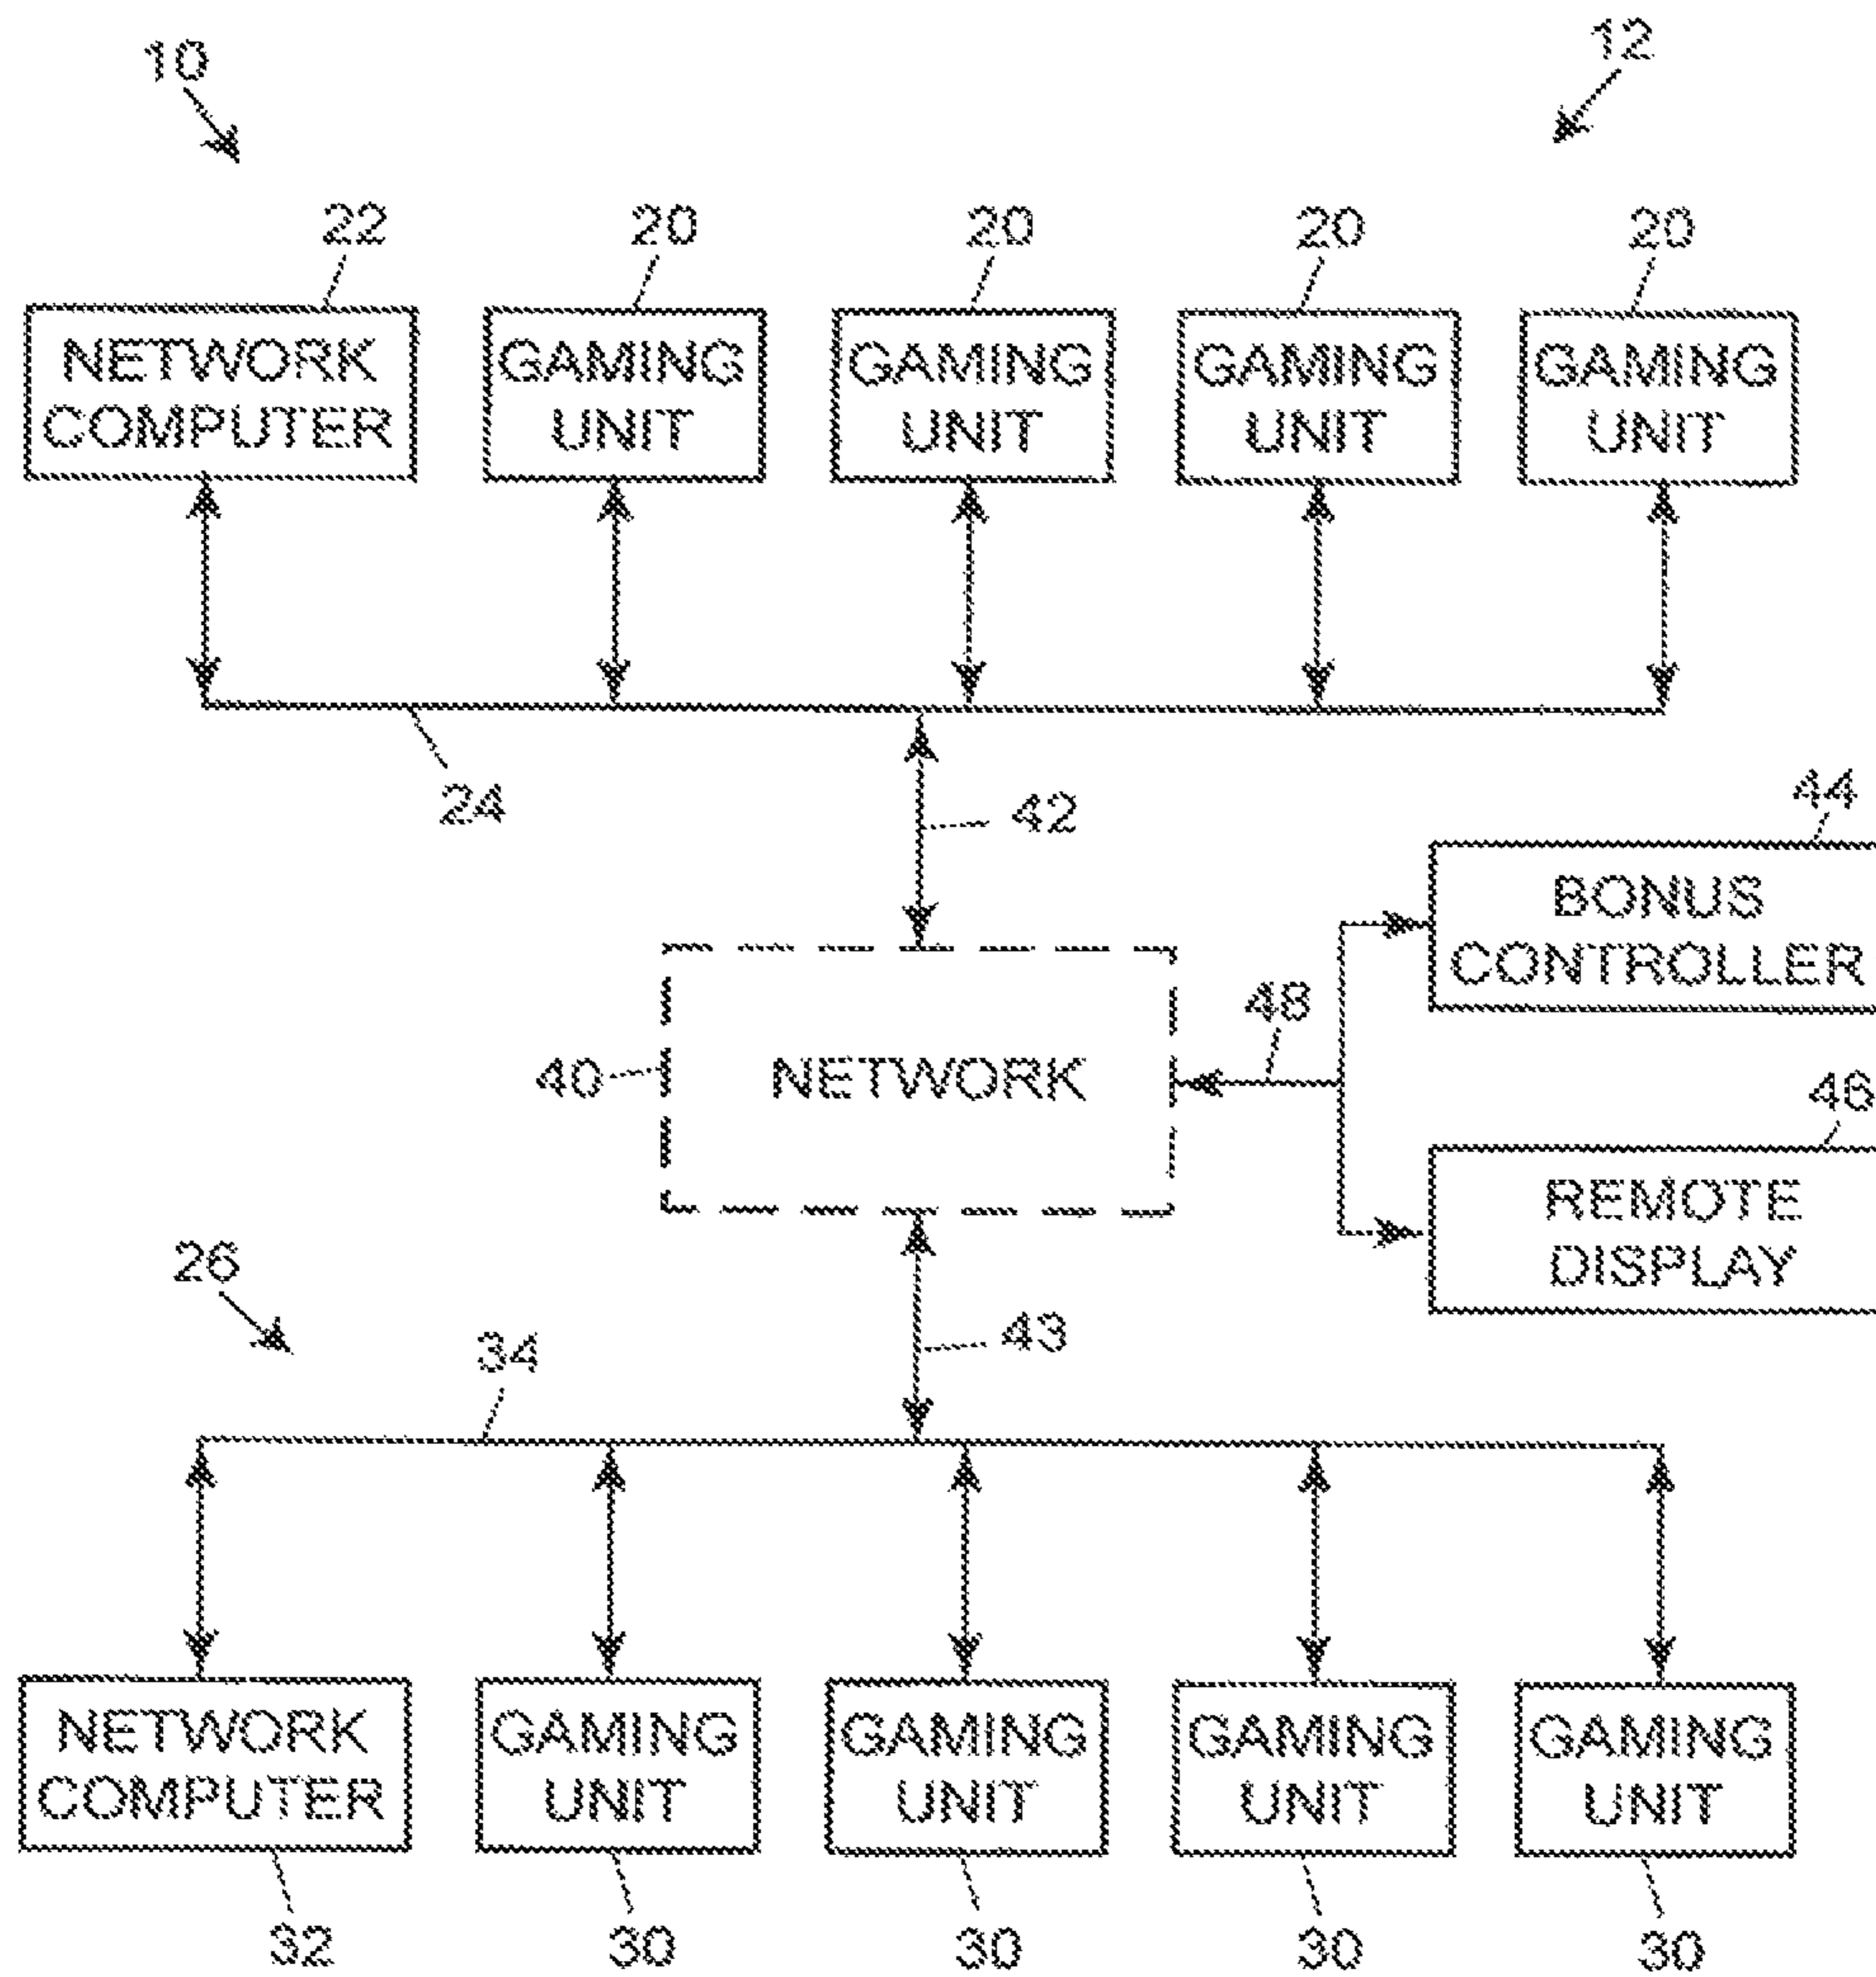 10
12
22
20
20
20
20
NETWORK
COMPUTER
GAMING
UNIT
GAMING
UNIT
GAMING
UNIT
GAMING
UNIT
24
42
44
BONUS
CONTROLLER
48
40
NETWORK
46
REMOTE
DISPLAY
26
34
43
NETWORK
COMPUTER
GAMING
UNIT
GAMING
UNIT
GAMING
UNIT
GAMING
UNIT
32
30
30
30
30